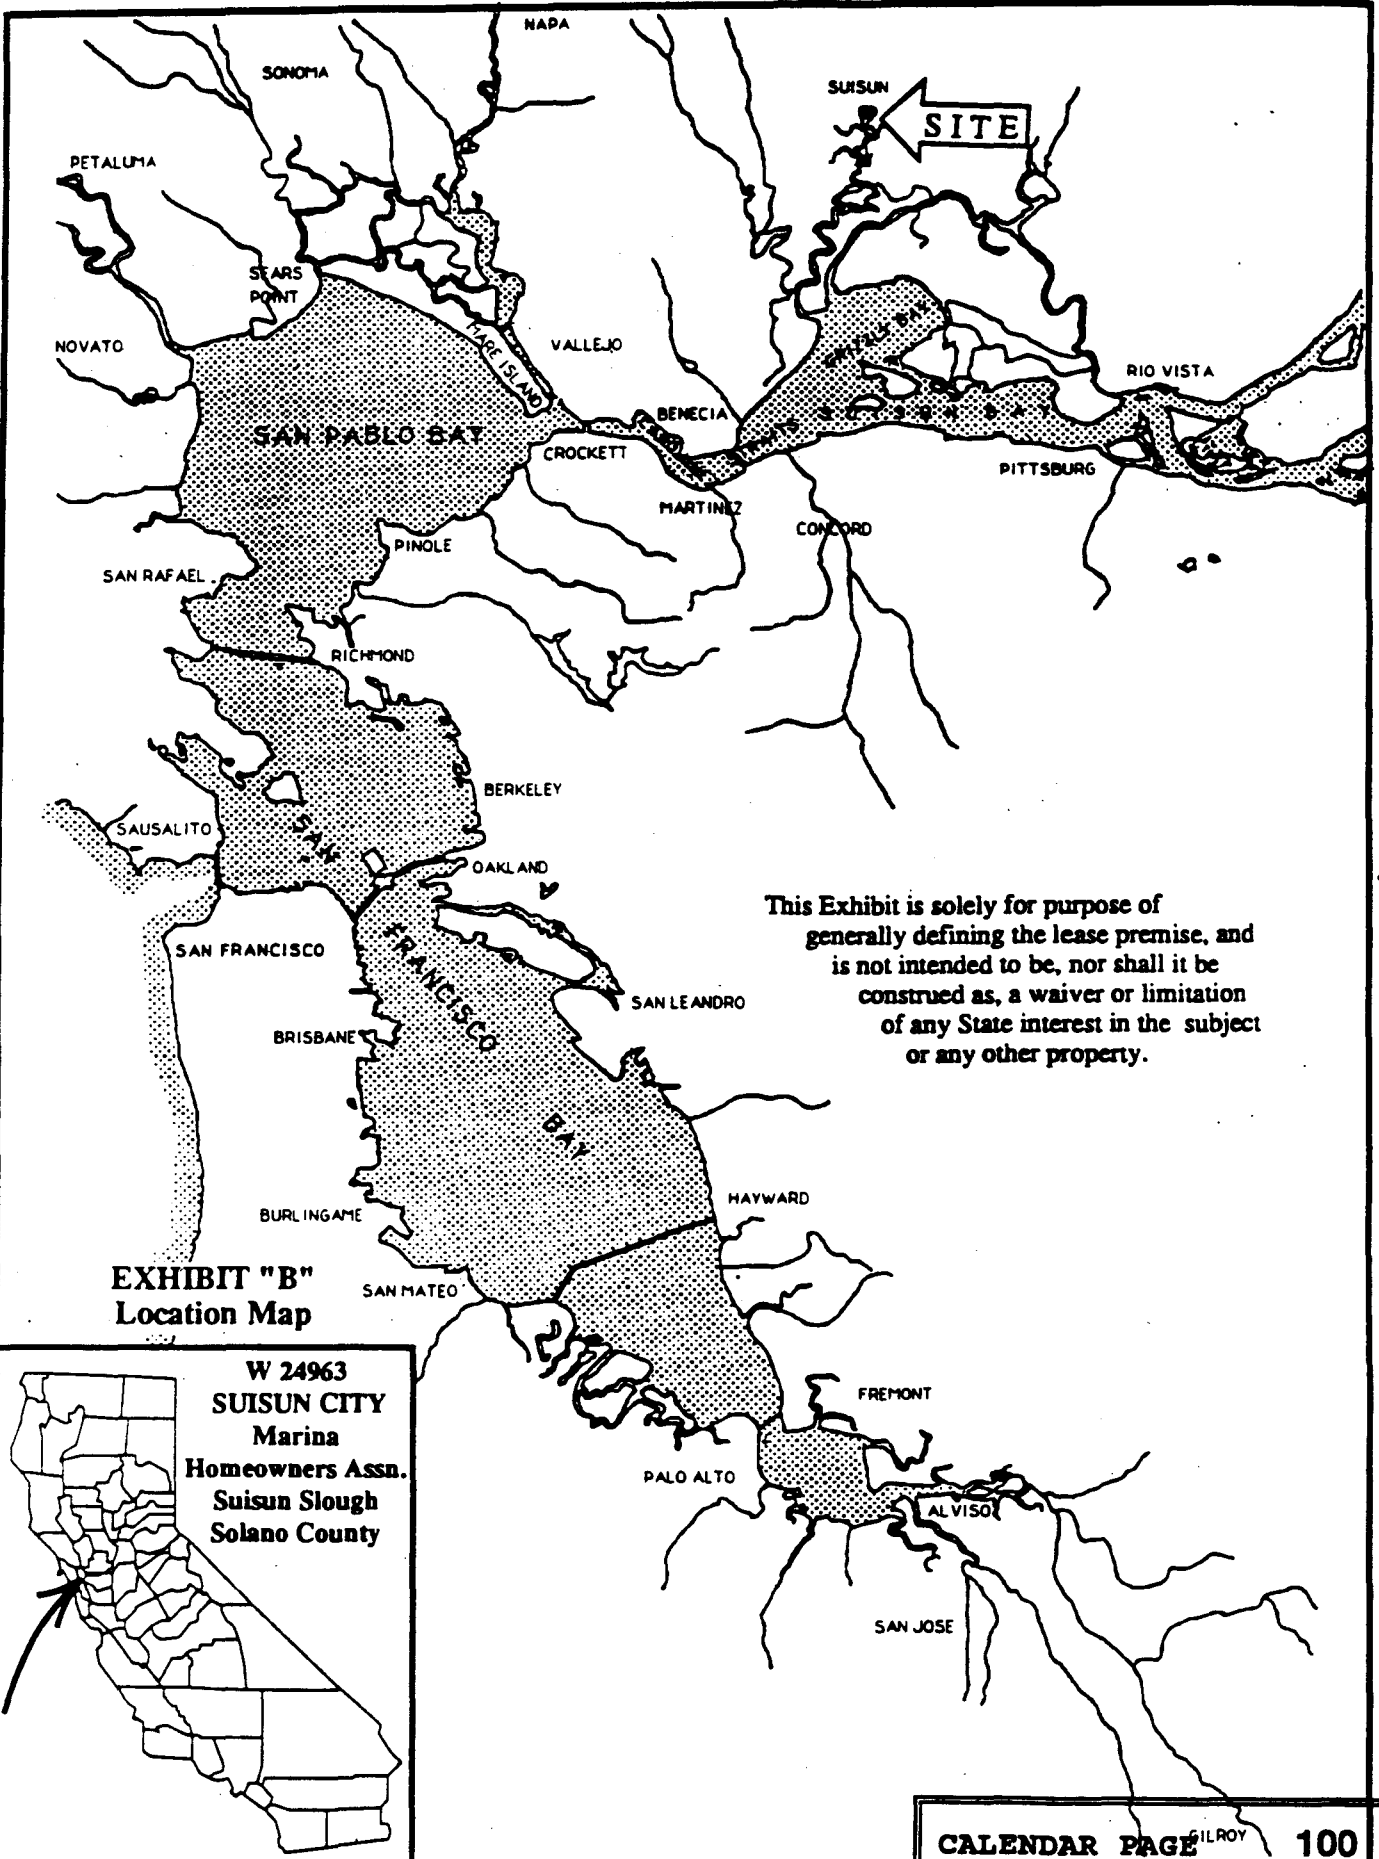 NAPA
SONOMA
SUISUN
SITE
PETALUMA
SEARS
POINT
MARE ISLAND
VALLEJO
NOVATO
GRIZZLY BAY
RIO VISTA
BENECIA
SUISUN BAY
STRAITS
SAN PABLO BAY
CROCKETT
PITTSBURG
MARTINEZ
CONCORD
PINOLE
SAN RAFAEL
RICHMOND
BERKELEY
SAUSALITO
SAN
OAKLAND
This Exhibit is solely for purpose of
generally defining the lease premise, and
is not intended to be, nor shall it be
construed as, a waiver or limitation
of any State interest in the subject
or any other property.
SAN FRANCISCO
FRANCISCO
SAN LEANDRO
BRISBANE
BAY
HAYWARD
BURLINGAME
EXHIBIT "B"
Location Map
SAN MATEO
W 24963
SUISUN CITY
Marina
Homeowners Assn.
Suisun Slough
Solano County
FREMONT
PALO ALTO
ALVISO
SAN JOSE
GILROY
CALENDAR PAGE 100